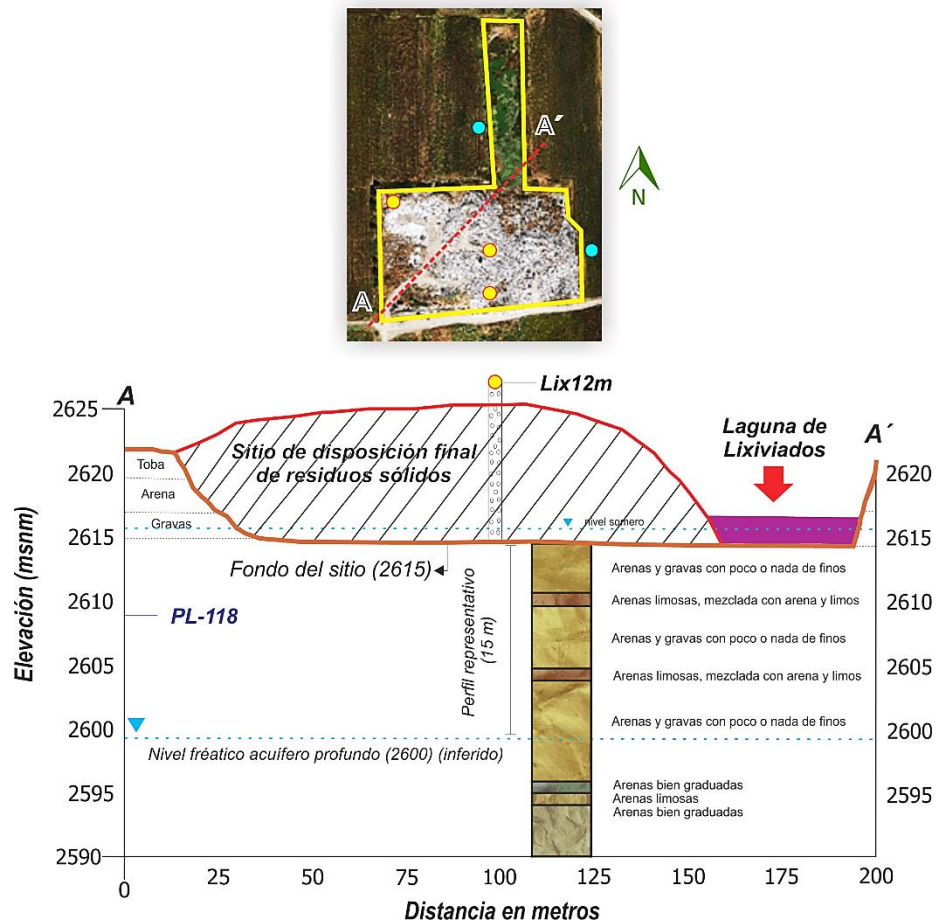 A´
N
A
Lix12m
A
2625
Laguna de
Lixiviados
A´
Sitio de disposición final
de residuos sólidos
Toba
2620
2620
Arena
Gravas
nivel somero
2615
2615
Fondo del sitio (2615)
Arenas y gravas con poco o nada de finos
Elevación (msnm)
Perfil representativo
(15 m)
2610
2610
Arenas limosas, mezclada con arena y limos
PL-118
Arenas y gravas con poco o nada de finos
2605
2605
Arenas limosas, mezclada con arena y limos
Arenas y gravas con poco o nada de finos
2600
2600
Nivel fréatico acuífero profundo (2600) (inferido)
2595
2595
Arenas bien graduadas
Arenas limosas
Arenas bien graduadas
2590
0
25
50
75
100
125
150
175
200
Distancia en metros